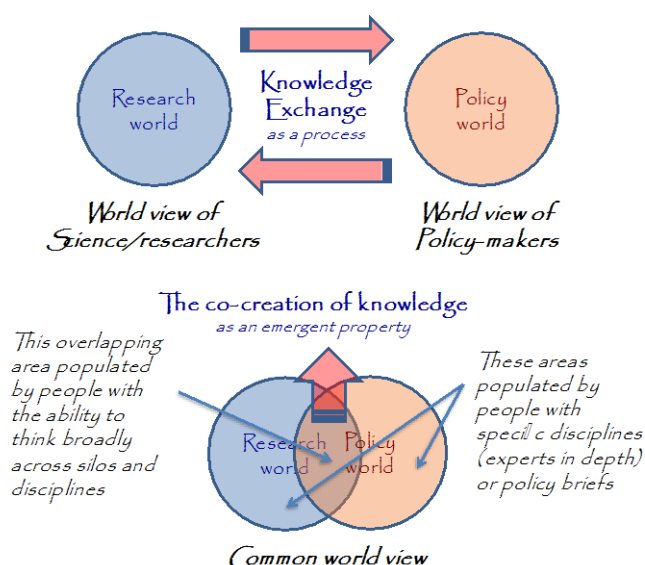 Research
world
Knowledge
Exchange
as a process
Policy
world
World view of
Science/researchers
World view of
Policy-makers
The co-creation of knowledge
as an emergent property
This overlapping
area populated
by people with
the ability to
think broadly
across silos and
disciplines
Research
world
Policy
world
These areas
populated by
people with
specific disciplines
(experts in depth)
or policy briefs
Common world view